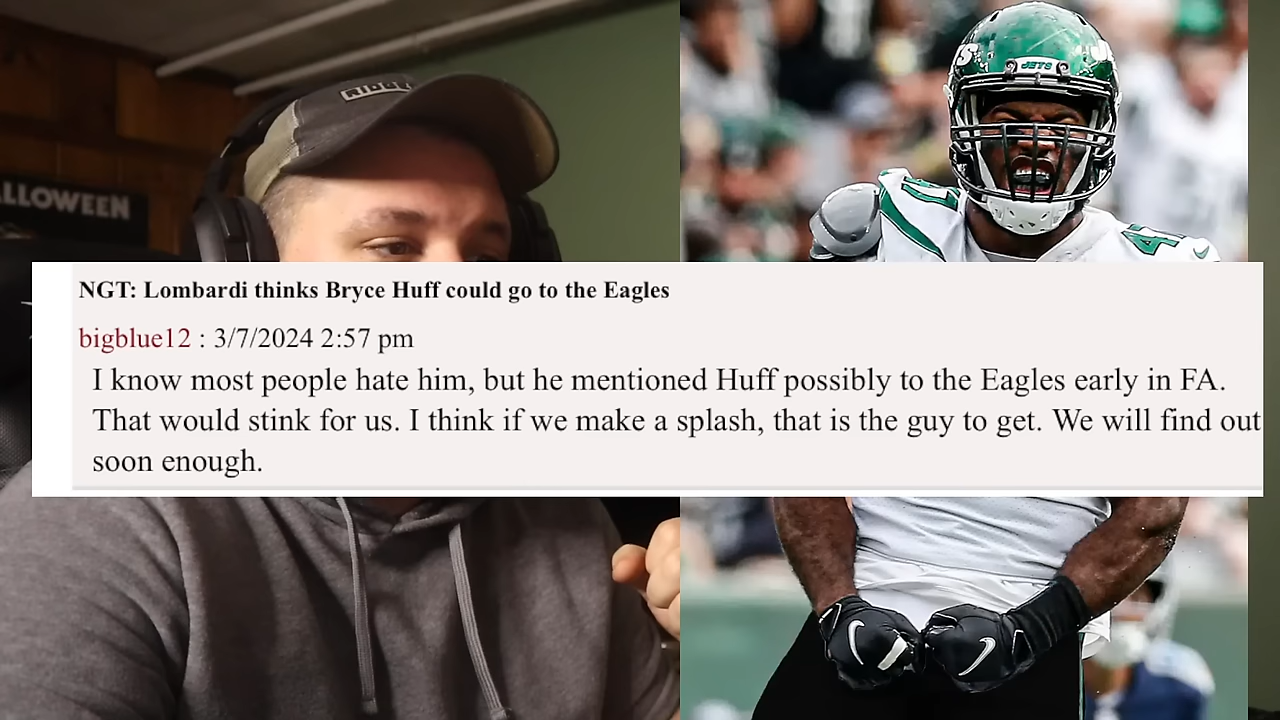 RIDGE
ALLOWEEN
JETS
47
NGT: Lombardi thinks Bryce Huff could go to the Eagles
bigblue12 : 3/7/2024 2:57 pm
I know most people hate him, but he mentioned Huff possibly to the Eagles early in FA.
That would stink for us. I think if we make a splash, that is the guy to get. We will find out
soon enough.